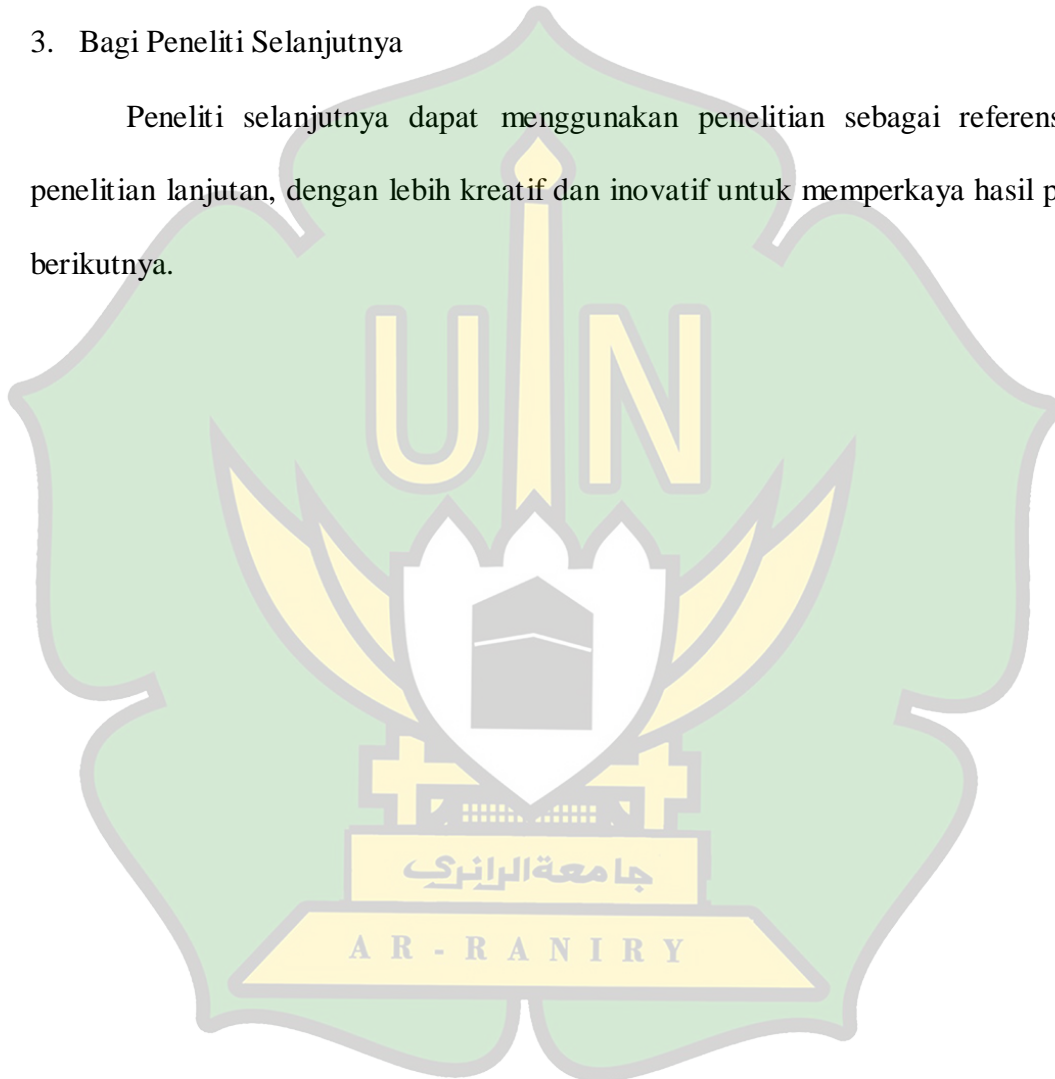 3. Bagi Peneliti Selanjutnya
Peneliti selanjutnya dapat menggunakan penelitian sebagai referens
penelitian lanjutan, dengan lebih kreatif dan inovatif untuk memperkaya hasil p
berikutnya.
UIN
جامعة الرانري
AR-RANIRY